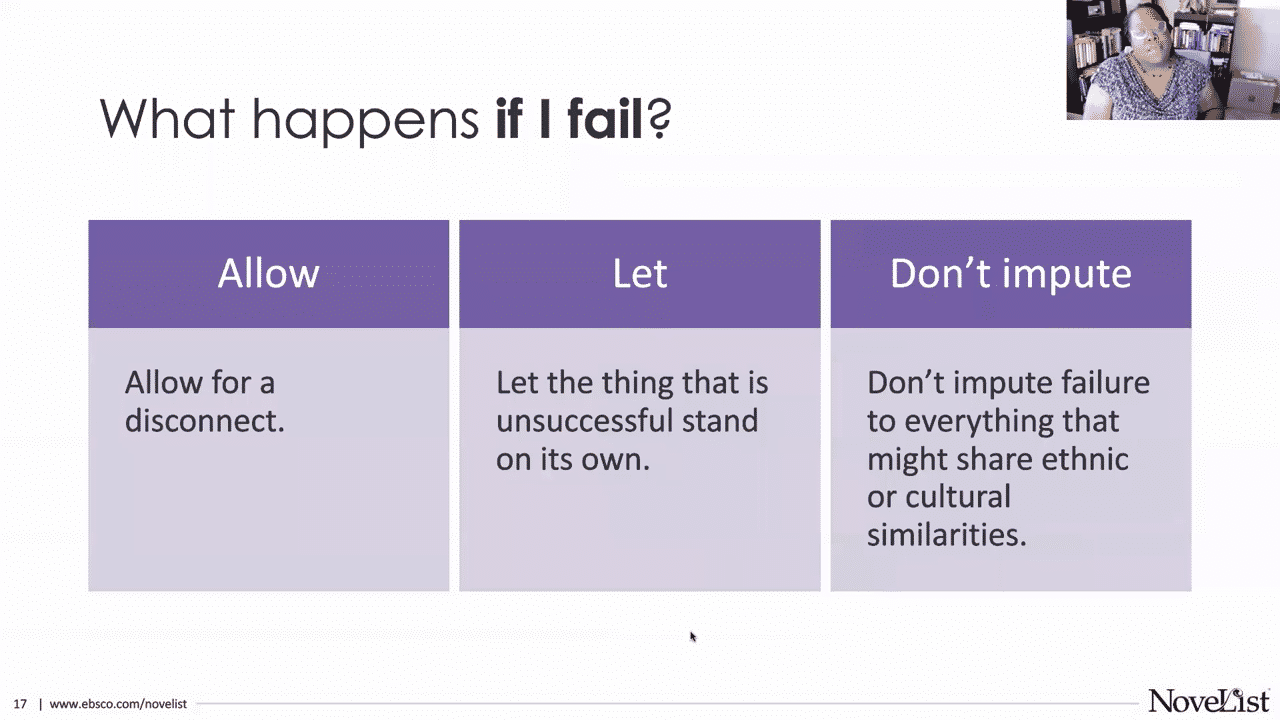 What happens if I fail?
Allow
Allow for a
disconnect.
Let
Let the thing that is
unsuccessful stand
on its own.
Don’t impute
Don’t impute failure
to everything that
might share ethnic
or cultural
similarities.
17 | www.ebsco.com/novelist
NoveList